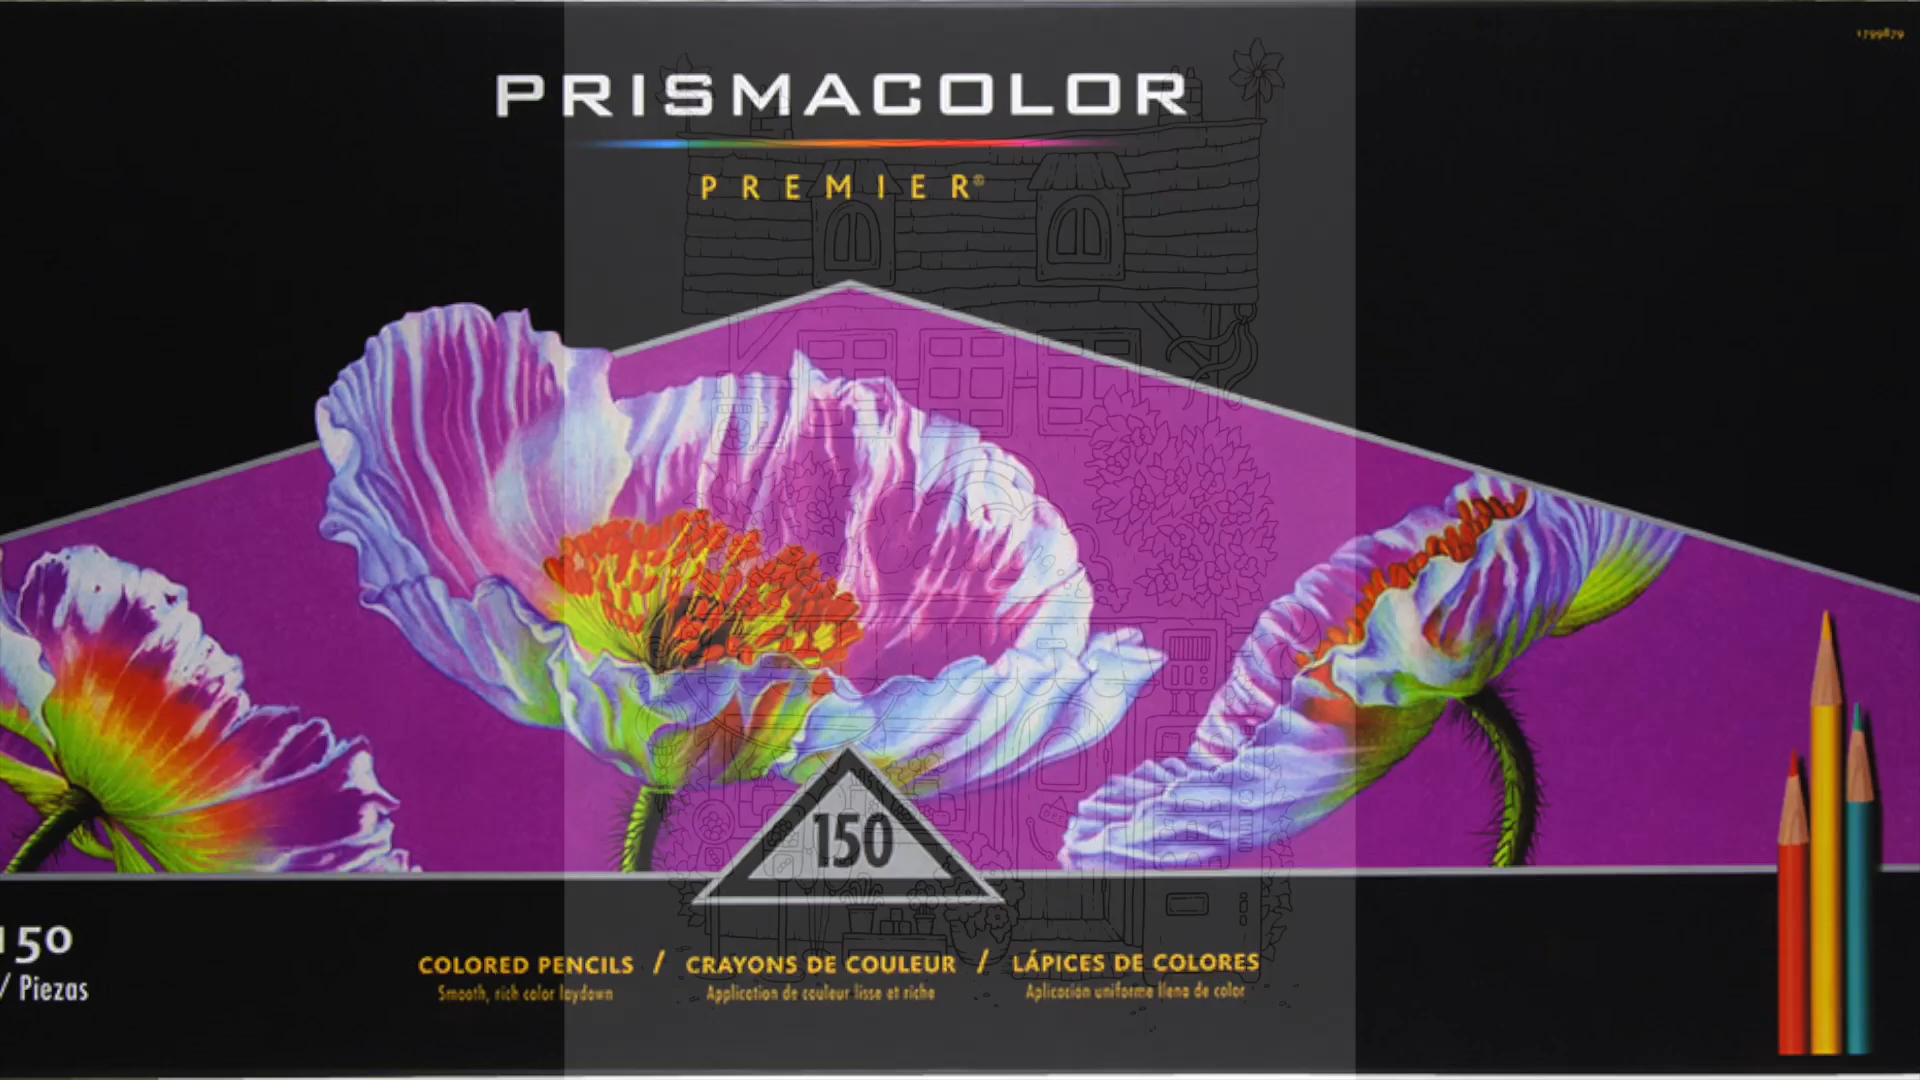 1799879
PRISMACOLOR
PREMIER®
150
150
/ Piezas
COLORED PENCILS / CRAYONS DE COULEUR / LÁPICES DE COLORES
Smooth, rich color laydown Application de couleur lisse et riche Aplicación uniforme llena de color